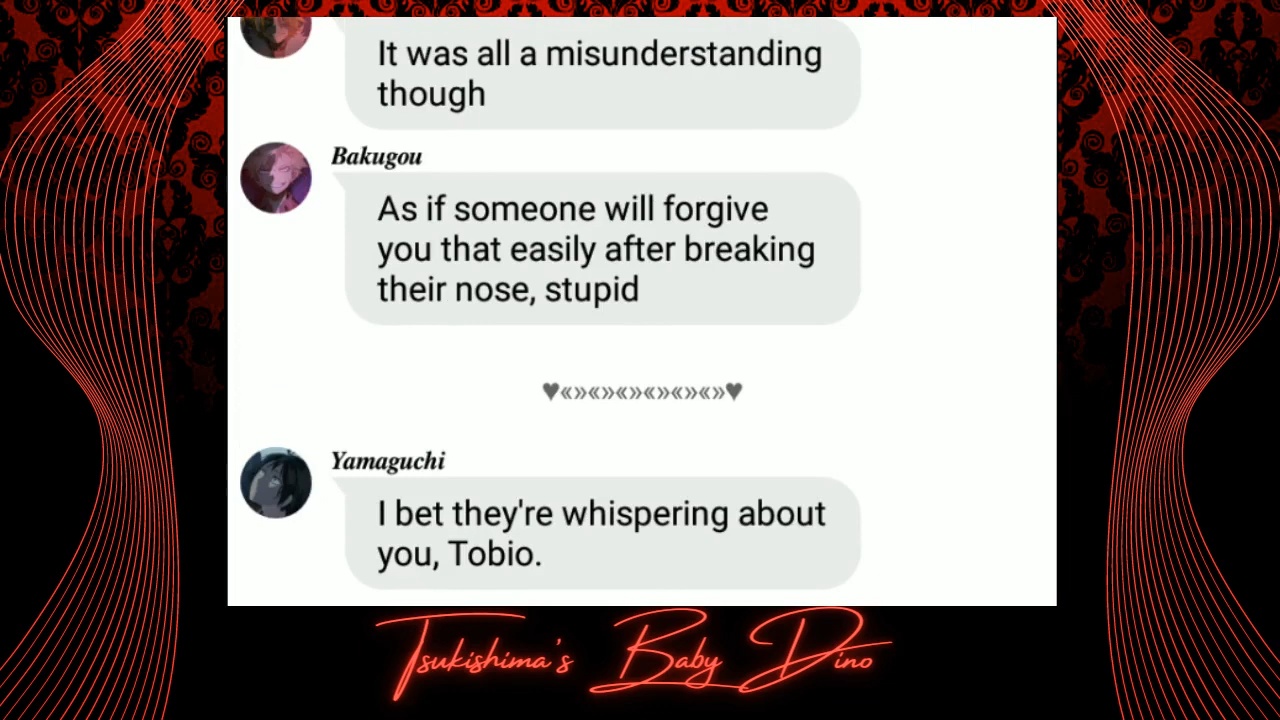 It was all a misunderstanding
though
Bakugou
As if someone will forgive
you that easily after breaking
their nose, stupid
♥«»«»«»«»«»«»♥
Yamaguchi
I bet they're whispering about
you, Tobio.
Tsukishima's Baby Dino